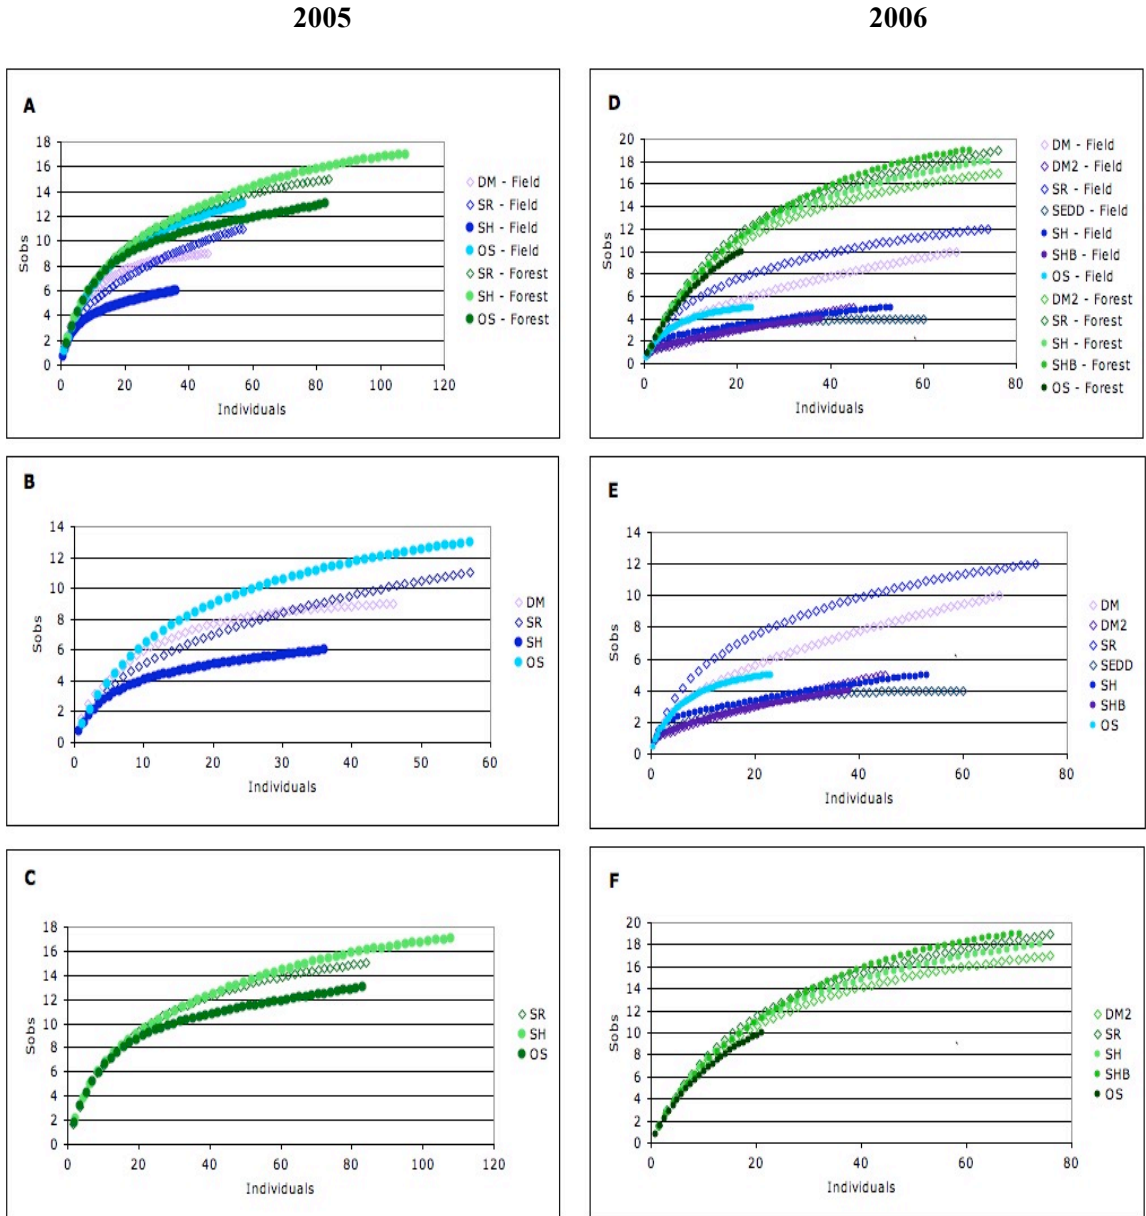 2005
2006
A
18
16
14
12
10
8
6
4
2
0
Sobs
0 20 40 60 80 100 120
Individuals
DM - Field
SR - Field
SH - Field
OS - Field
SR - Forest
SH - Forest
OS - Forest
D
20
18
16
14
12
10
8
6
4
2
0
Sobs
0 20 40 60 80
Individuals
DM - Field
DM2 - Field
SR - Field
SEDD - Field
SH - Field
SHB - Field
OS - Field
DM2 - Forest
SR - Forest
SH - Forest
SHB - Forest
OS - Forest
B
14
12
10
8
6
4
2
0
Sobs
0 10 20 30 40 50 60
Individuals
DM
SR
SH
OS
E
14
12
10
8
6
4
2
0
Sobs
0 20 40 60 80
Individuals
DM
DM2
SR
SEDD
SH
SHB
OS
C
18
16
14
12
10
8
6
4
2
0
Sobs
0 20 40 60 80 100 120
Individuals
SR
SH
OS
F
20
18
16
14
12
10
8
6
4
2
0
Sobs
0 20 40 60 80
Individuals
DM2
SR
SH
SHB
OS